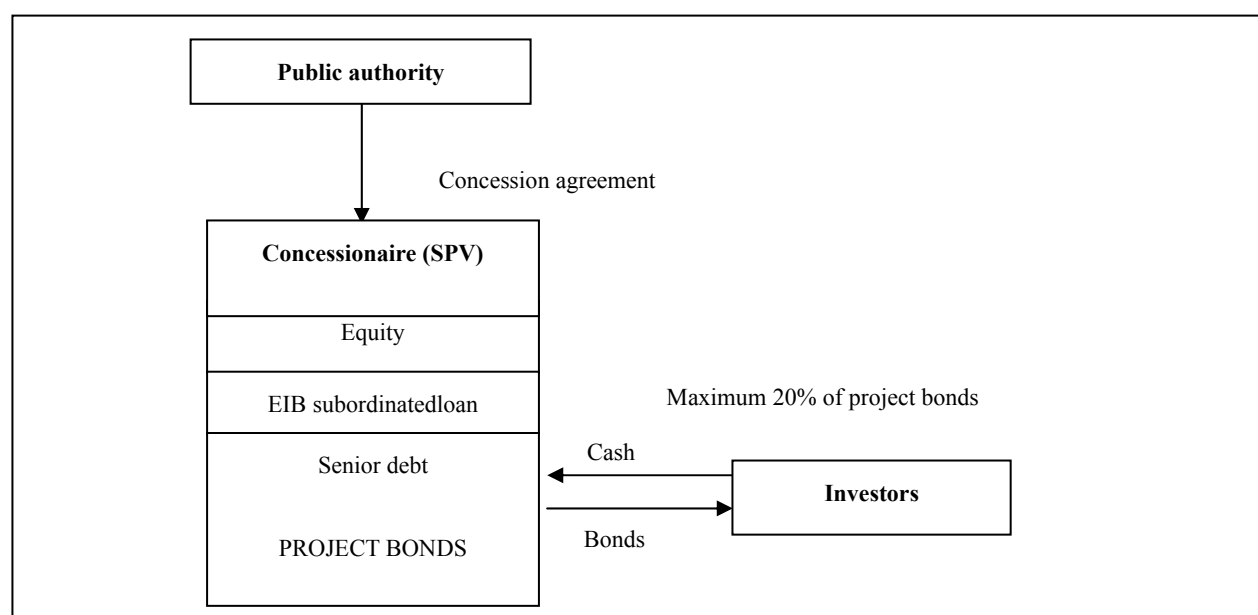 Public authority
Concession agreement
Concessionaire (SPV)
Equity
EIB subordinatedloan
Maximum 20% of project bonds
Senior debt
Cash
Investors
Bonds
PROJECT BONDS